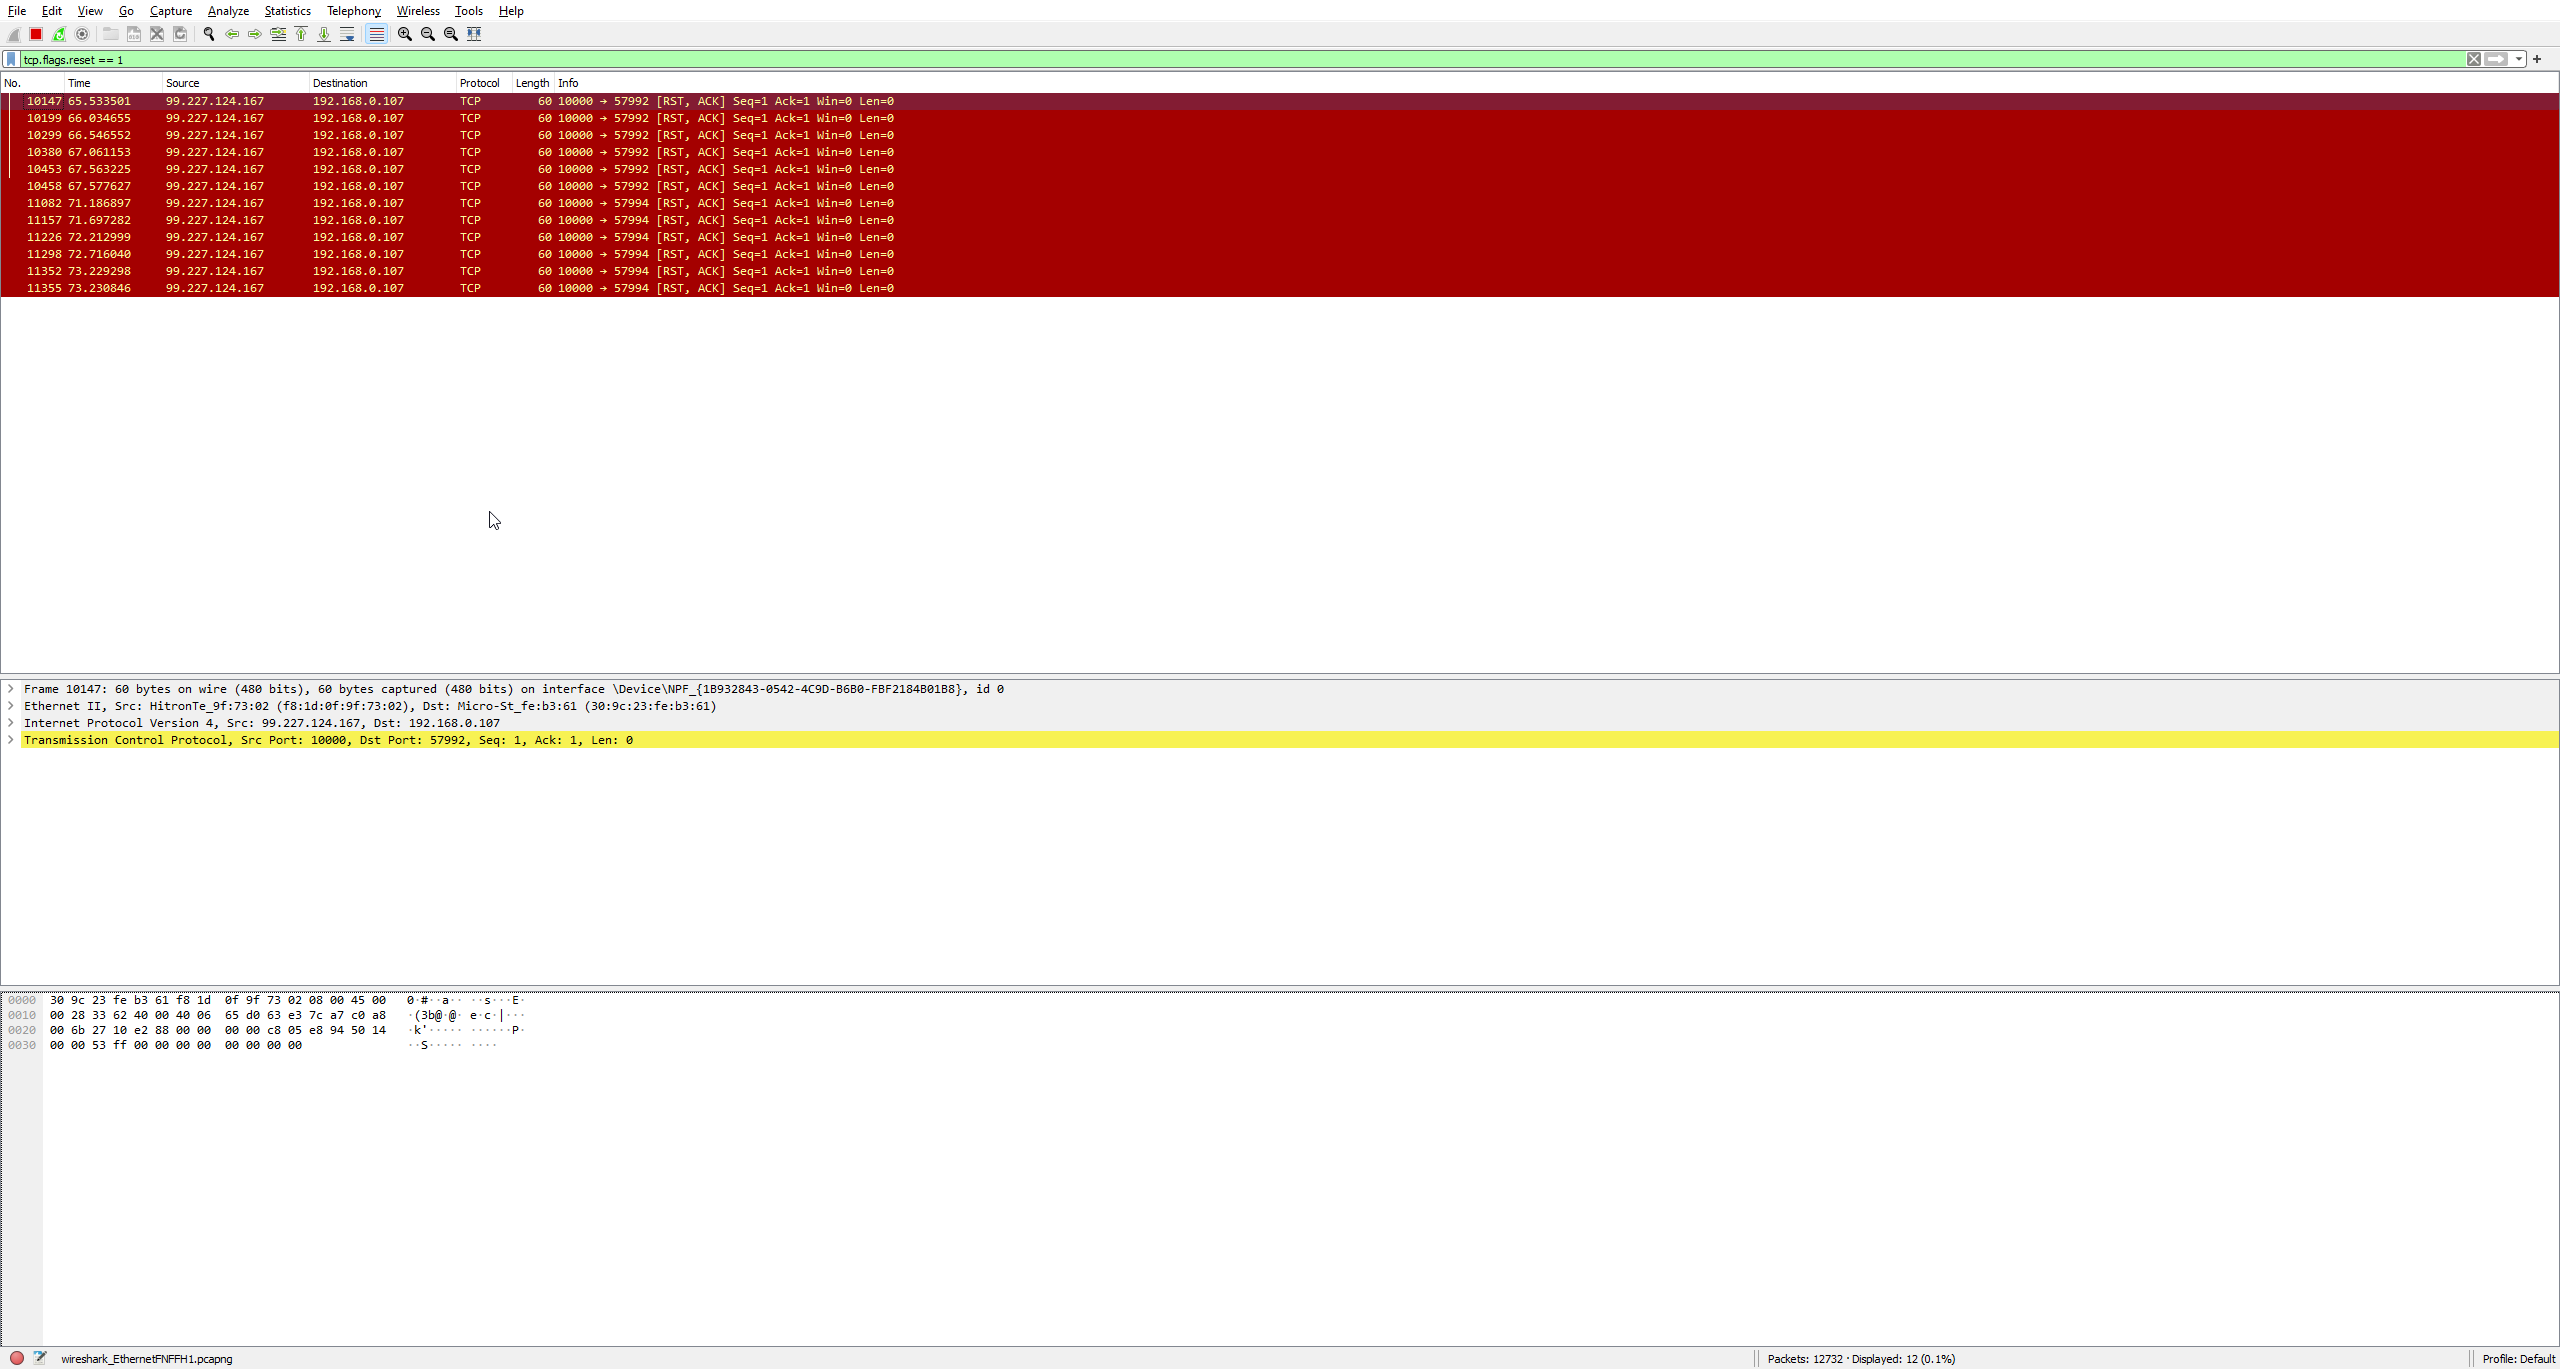 File Edit View Go Capture Analyze Statistics Telephony Wireless Tools Help
tcp.flags.reset == 1
No. Time Source Destination Protocol Length Info
10147 65.533501 99.227.124.167 192.168.0.107 TCP 60 10000 → 57992 [RST, ACK] Seq=1 Ack=1 Win=0 Len=0
10199 66.034655 99.227.124.167 192.168.0.107 TCP 60 10000 → 57992 [RST, ACK] Seq=1 Ack=1 Win=0 Len=0
10299 66.546552 99.227.124.167 192.168.0.107 TCP 60 10000 → 57992 [RST, ACK] Seq=1 Ack=1 Win=0 Len=0
10380 67.061153 99.227.124.167 192.168.0.107 TCP 60 10000 → 57992 [RST, ACK] Seq=1 Ack=1 Win=0 Len=0
10453 67.563225 99.227.124.167 192.168.0.107 TCP 60 10000 → 57992 [RST, ACK] Seq=1 Ack=1 Win=0 Len=0
10458 67.577627 99.227.124.167 192.168.0.107 TCP 60 10000 → 57992 [RST, ACK] Seq=1 Ack=1 Win=0 Len=0
11082 71.186897 99.227.124.167 192.168.0.107 TCP 60 10000 → 57994 [RST, ACK] Seq=1 Ack=1 Win=0 Len=0
11157 71.697282 99.227.124.167 192.168.0.107 TCP 60 10000 → 57994 [RST, ACK] Seq=1 Ack=1 Win=0 Len=0
11226 72.212999 99.227.124.167 192.168.0.107 TCP 60 10000 → 57994 [RST, ACK] Seq=1 Ack=1 Win=0 Len=0
11298 72.716040 99.227.124.167 192.168.0.107 TCP 60 10000 → 57994 [RST, ACK] Seq=1 Ack=1 Win=0 Len=0
11352 73.229298 99.227.124.167 192.168.0.107 TCP 60 10000 → 57994 [RST, ACK] Seq=1 Ack=1 Win=0 Len=0
11355 73.230846 99.227.124.167 192.168.0.107 TCP 60 10000 → 57994 [RST, ACK] Seq=1 Ack=1 Win=0 Len=0
Frame 10147: 60 bytes on wire (480 bits), 60 bytes captured (480 bits) on interface \Device\NPF_{1B932843-0542-4C9D-B6B0-FBF2184B01B8}, id 0
Ethernet II, Src: HitronTe_9f:73:02 (f8:1d:0f:9f:73:02), Dst: Micro-St_fe:b3:61 (30:9c:23:fe:b3:61)
Internet Protocol Version 4, Src: 99.227.124.167, Dst: 192.168.0.107
Transmission Control Protocol, Src Port: 10000, Dst Port: 57992, Seq: 1, Ack: 1, Len: 0
0000 30 9c 23 fe b3 61 f8 1d 0f 9f 73 02 08 00 45 00 0·#··a·· ··s···E·
0010 00 28 33 62 40 00 40 06 65 d0 63 e3 7c a7 c0 a8 ·(3b@·@· e·c·|···
0020 00 6b 27 10 e2 88 00 00 00 00 c8 05 e8 94 50 14 ·k'····· ······P·
0030 00 00 53 ff 00 00 00 00 00 00 00 00 ··S····· ····
wireshark_EthernetFNFFH1.pcapng Packets: 12732 · Displayed: 12 (0.1%) Profile: Default